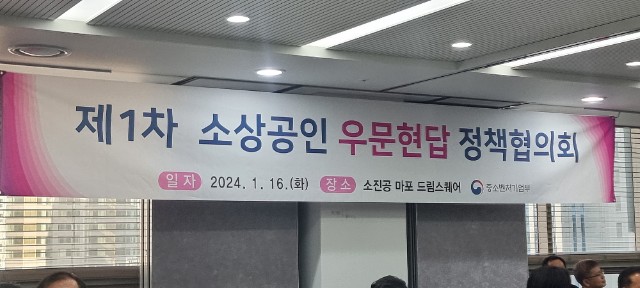 제1차 소상공인 우문현답 정책협의회
일 자 2024. 1. 16.(화) 장 소 소진공 마포 드림스퀘어 중소벤처기업부